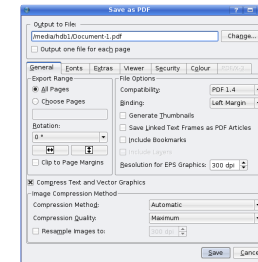 Save as PDF
Output to File:
/media/hdb1/Document-1.pdf
Change...
Output one file for each page
General Fonts Extras Viewer Security Colour
Export Range
All Pages
Choose Pages
Rotation:
0 °
Clip to Page Margins
File Options
Compatibility: PDF 1.4
Binding: Left Margin
Generate Thumbnails
Save Linked Text Frames as PDF Articles
Include Bookmarks
Include Layers
Resolution for EPS Graphics: 300 dpi
Compress Text and Vector Graphics
Image Compression Method
Compression Method: Automatic
Compression Quality: Maximum
Resample Images to: 300 dpi
Save Cance